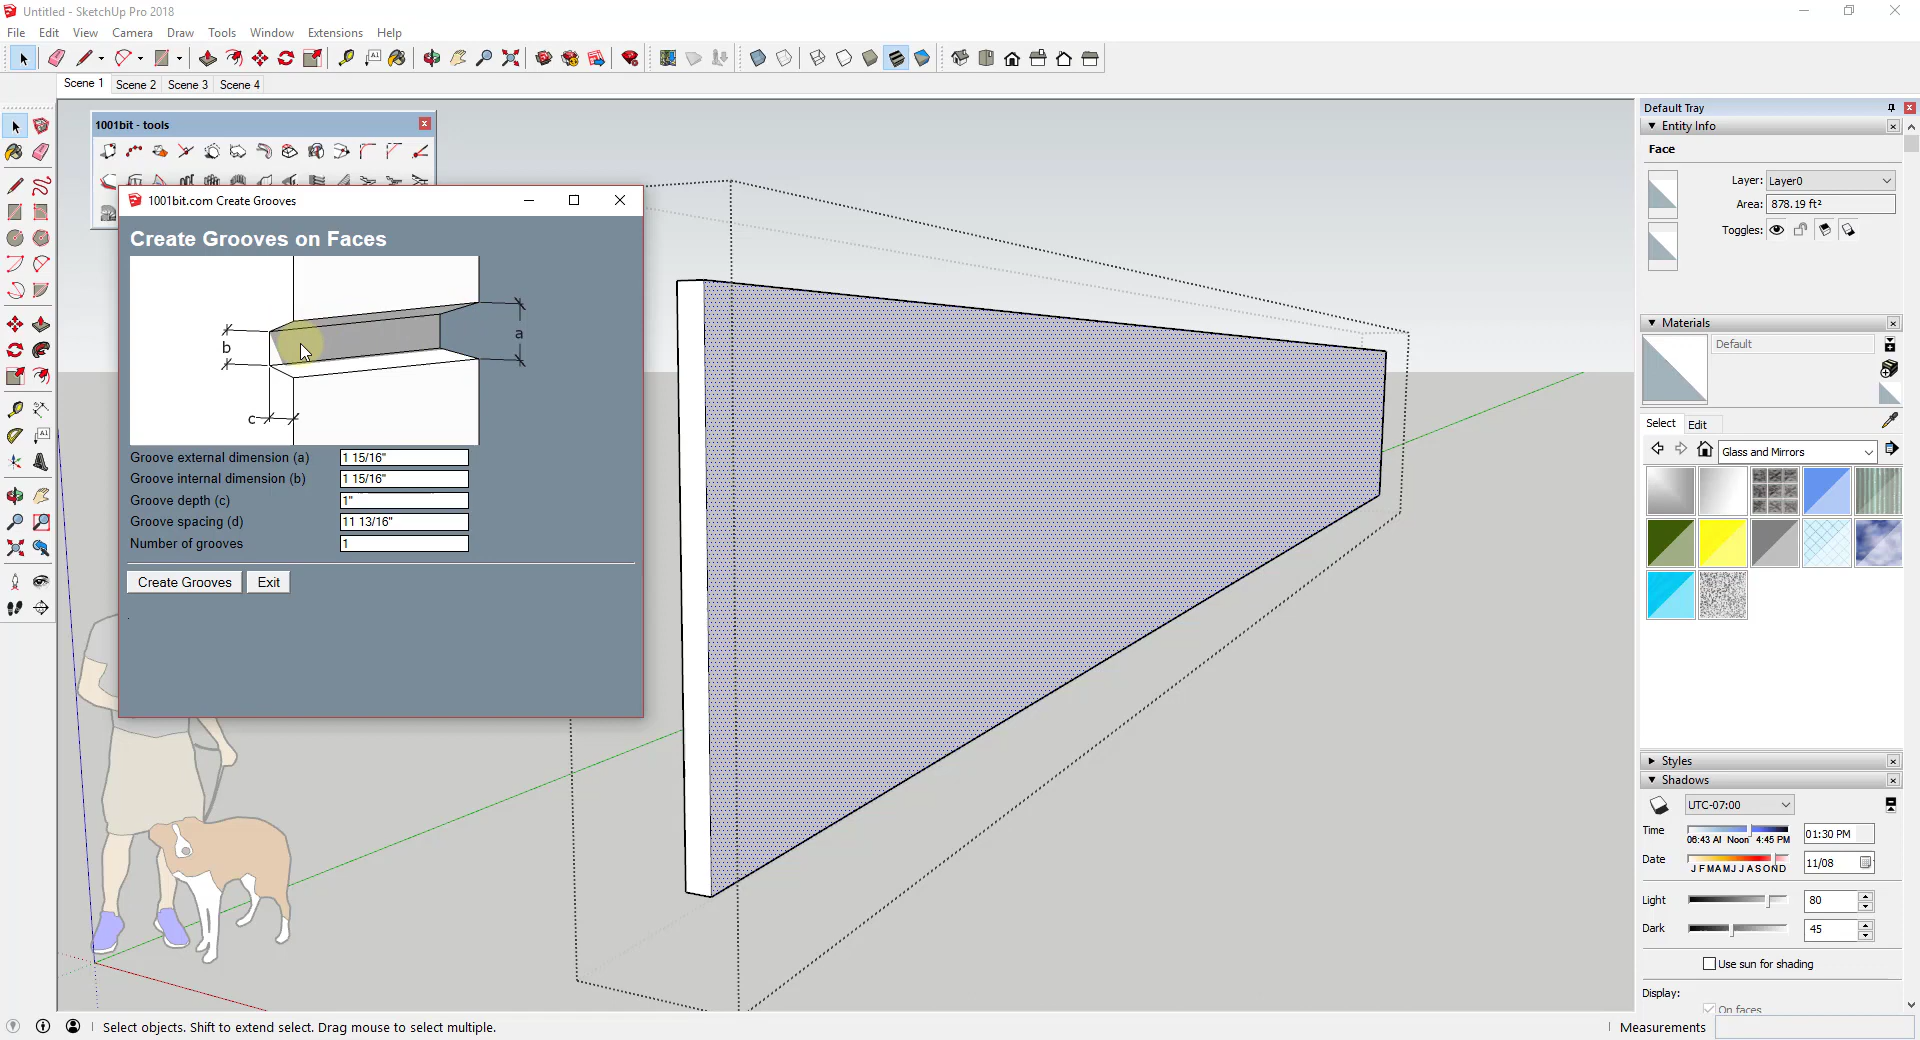 Untitled - SketchUp Pro 2018
File Edit View Camera Draw Tools Window Extensions Help
Scene 1 Scene 2 Scene 3 Scene 4
1001bit - tools
1001bit.com Create Grooves
Create Grooves on Faces
a
b
c
Groove external dimension (a) 1 15/16"
Groove internal dimension (b) 1 15/16"
Groove depth (c) 1"
Groove spacing (d) 11 13/16"
Number of grooves 1
Create Grooves Exit
Default Tray
Entity Info
Face
Layer: Layer0
Area: 878.19 ft²
Toggles:
Materials
Default
Select Edit
Glass and Mirrors
Styles
Shadows
UTC-07:00
Time 06:43 AI Noon 4:45 PM 01:30 PM
Date J F M A M J J A S O N D 11/08
Light 80
Dark 45
Use sun for shading
Display:
On faces
Select objects. Shift to extend select. Drag mouse to select multiple.
Measurements